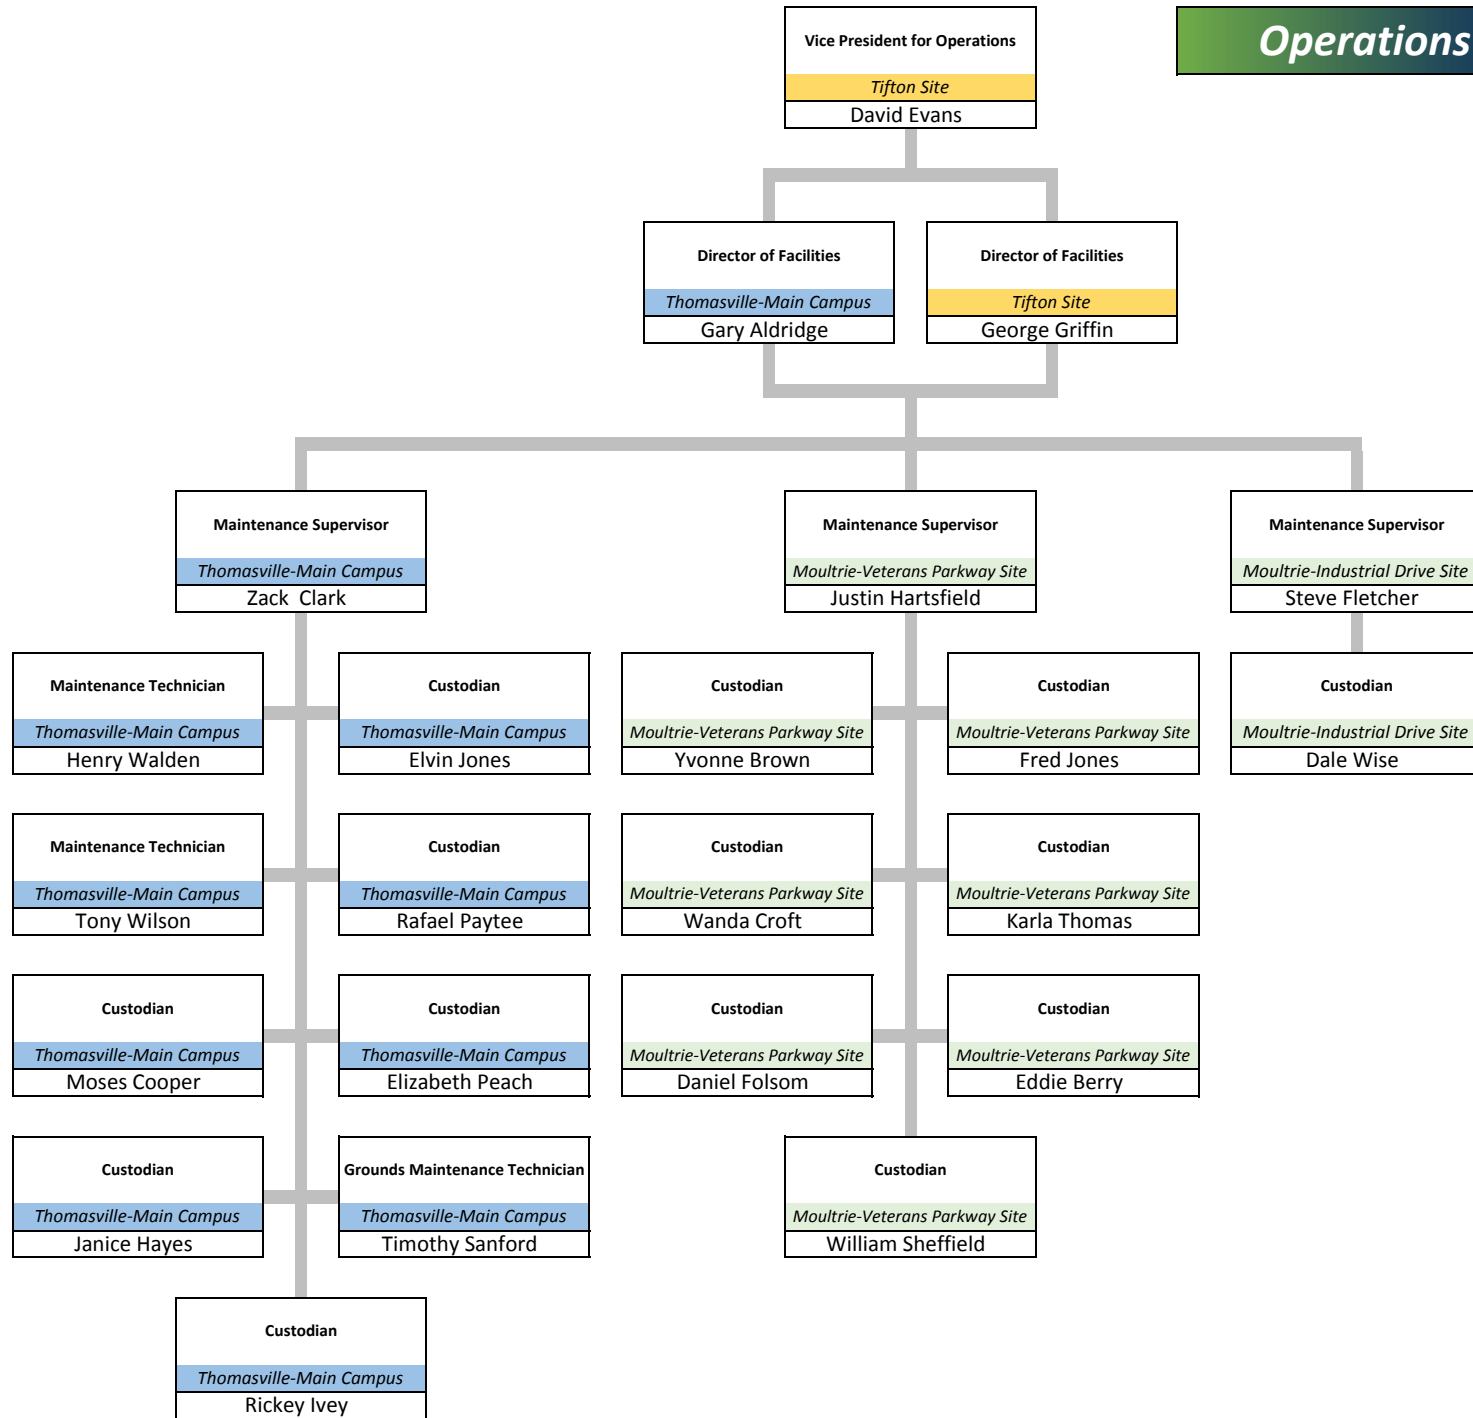 Operations
Vice President for Operations
Tifton Site
David Evans
Director of Facilities
Thomasville-Main Campus
Gary Aldridge
Director of Facilities
Tifton Site
George Griffin
Maintenance Supervisor
Thomasville-Main Campus
Zack  Clark
Maintenance Supervisor
Moultrie-Veterans Parkway Site
Justin Hartsfield
Maintenance Supervisor
Moultrie-Industrial Drive Site
Steve Fletcher
Maintenance Technician
Thomasville-Main Campus
Henry Walden
Custodian
Thomasville-Main Campus
Elvin Jones
Custodian
Moultrie-Veterans Parkway Site
Yvonne Brown
Custodian
Moultrie-Veterans Parkway Site
Fred Jones
Custodian
Moultrie-Industrial Drive Site
Dale Wise
Maintenance Technician
Thomasville-Main Campus
Tony Wilson
Custodian
Thomasville-Main Campus
Rafael Paytee
Custodian
Moultrie-Veterans Parkway Site
Wanda Croft
Custodian
Moultrie-Veterans Parkway Site
Karla Thomas
Custodian
Thomasville-Main Campus
Moses Cooper
Custodian
Thomasville-Main Campus
Elizabeth Peach
Custodian
Moultrie-Veterans Parkway Site
Daniel Folsom
Custodian
Moultrie-Veterans Parkway Site
Eddie Berry
Custodian
Thomasville-Main Campus
Janice Hayes
Grounds Maintenance Technician
Thomasville-Main Campus
Timothy Sanford
Custodian
Moultrie-Veterans Parkway Site
William Sheffield
Custodian
Thomasville-Main Campus
Rickey Ivey